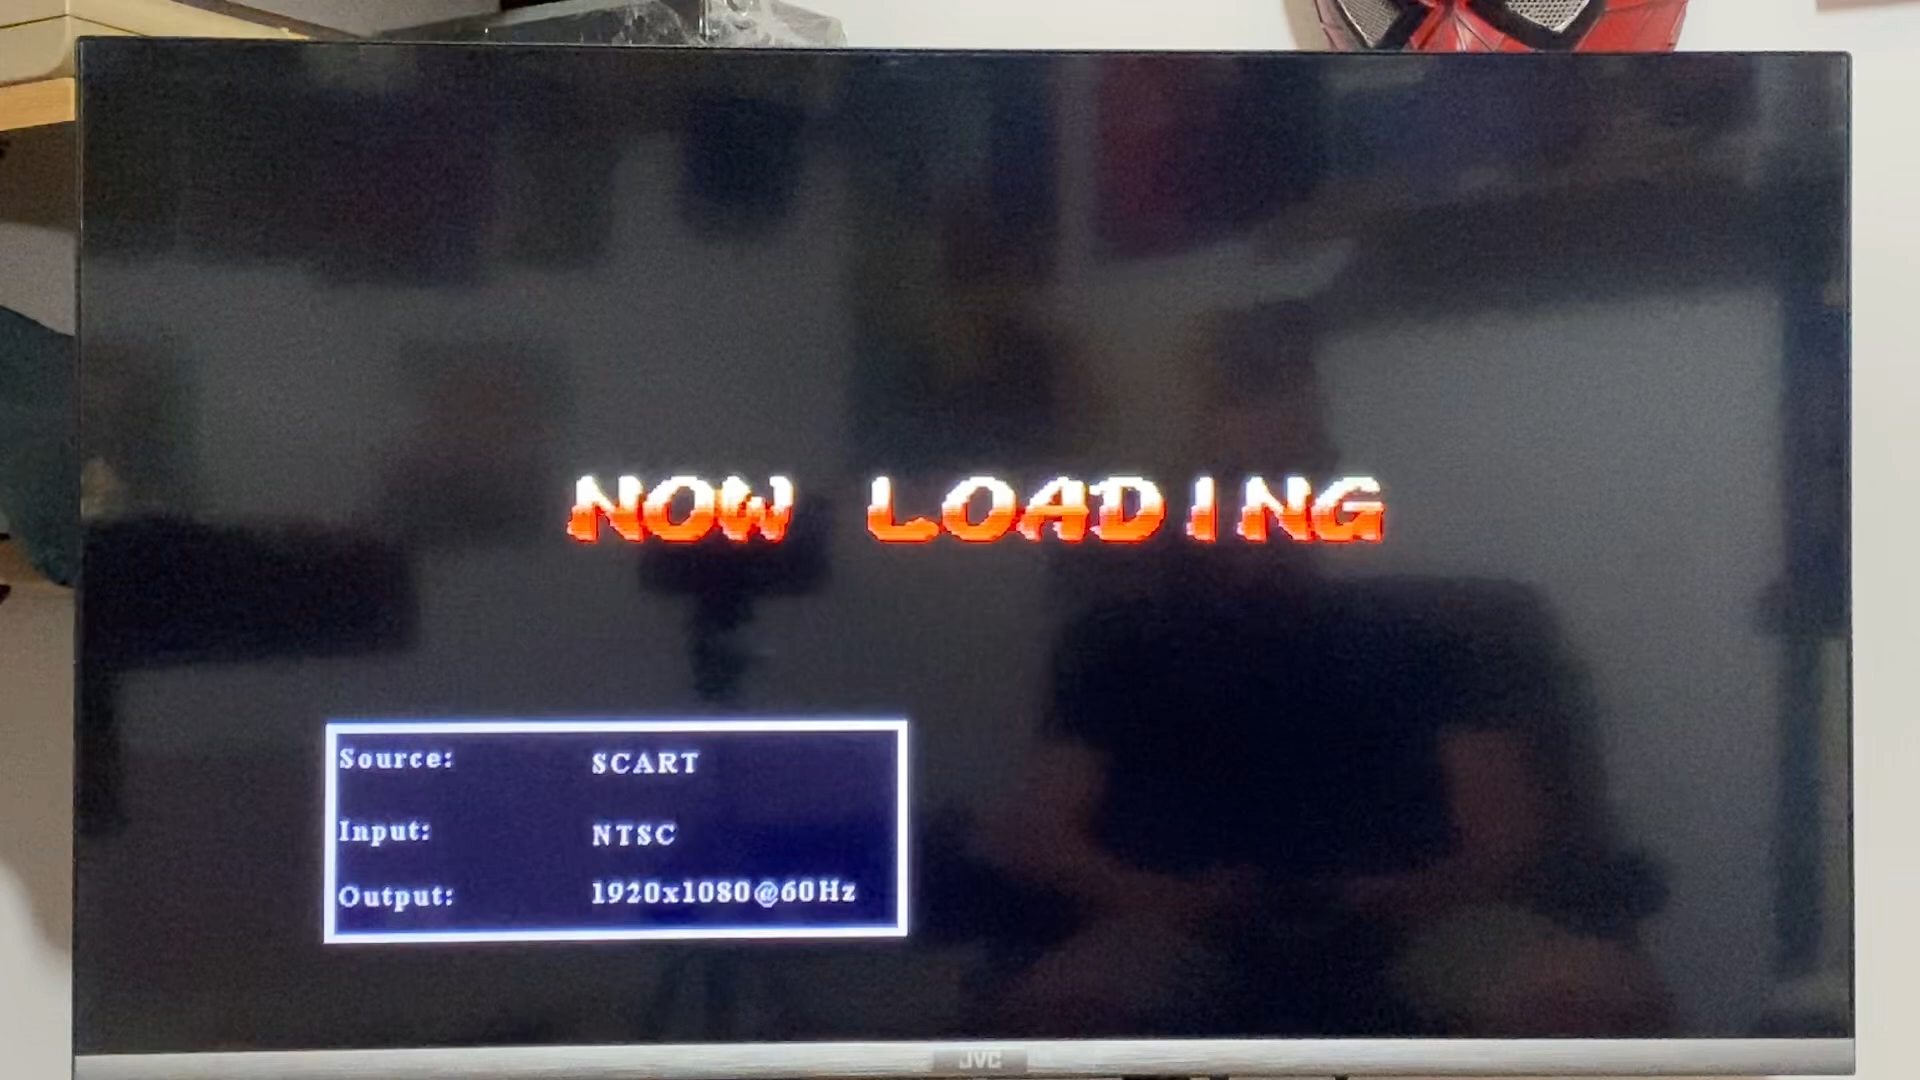 NOW LOADING
Source: SCART
Input: NTSC
Output: 1920x1080@60Hz
JVC